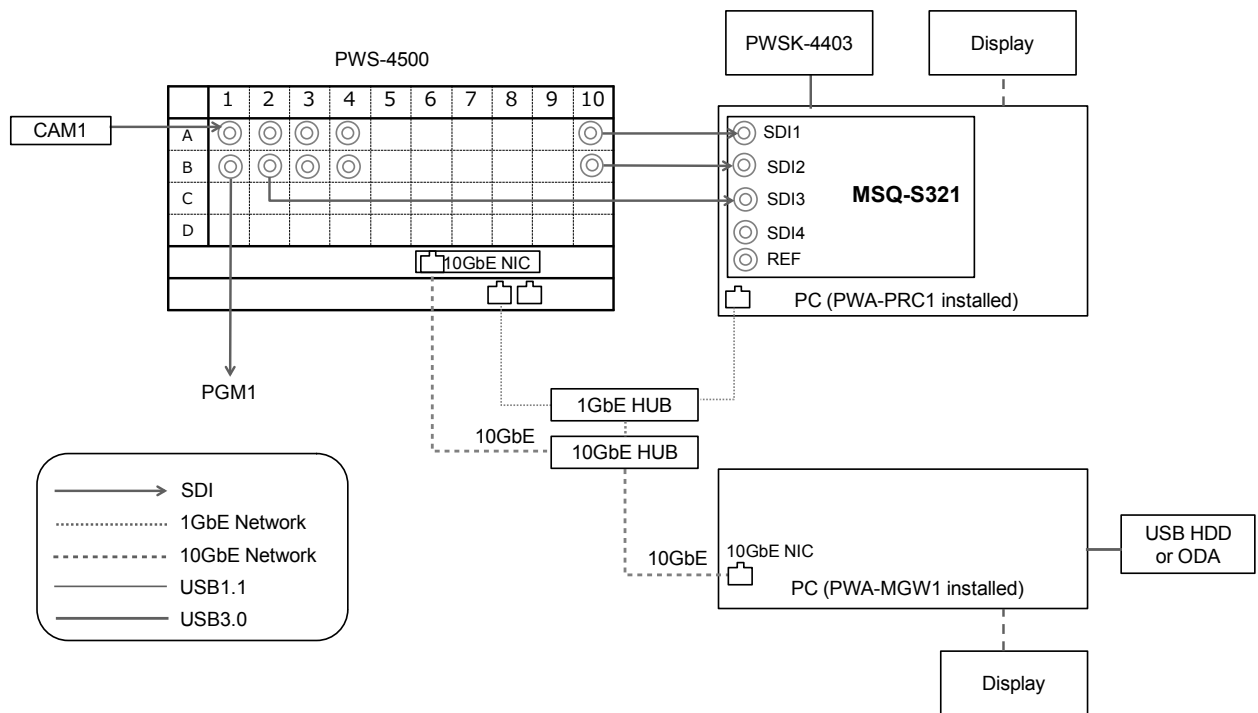 PWS-4500
PWSK-4403
Display
1 2 3 4 5 6 7 8 9 10
CAM1
A
B
C
D
SDI1
SDI2
SDI3
SDI4
REF
MSQ-S321
10GbE NIC
PC (PWA-PRC1 installed)
PGM1
1GbE HUB
10GbE
10GbE HUB
SDI
1GbE Network
10GbE Network
USB1.1
USB3.0
10GbE
10GbE NIC
PC (PWA-MGW1 installed)
USB HDD
or ODA
Display